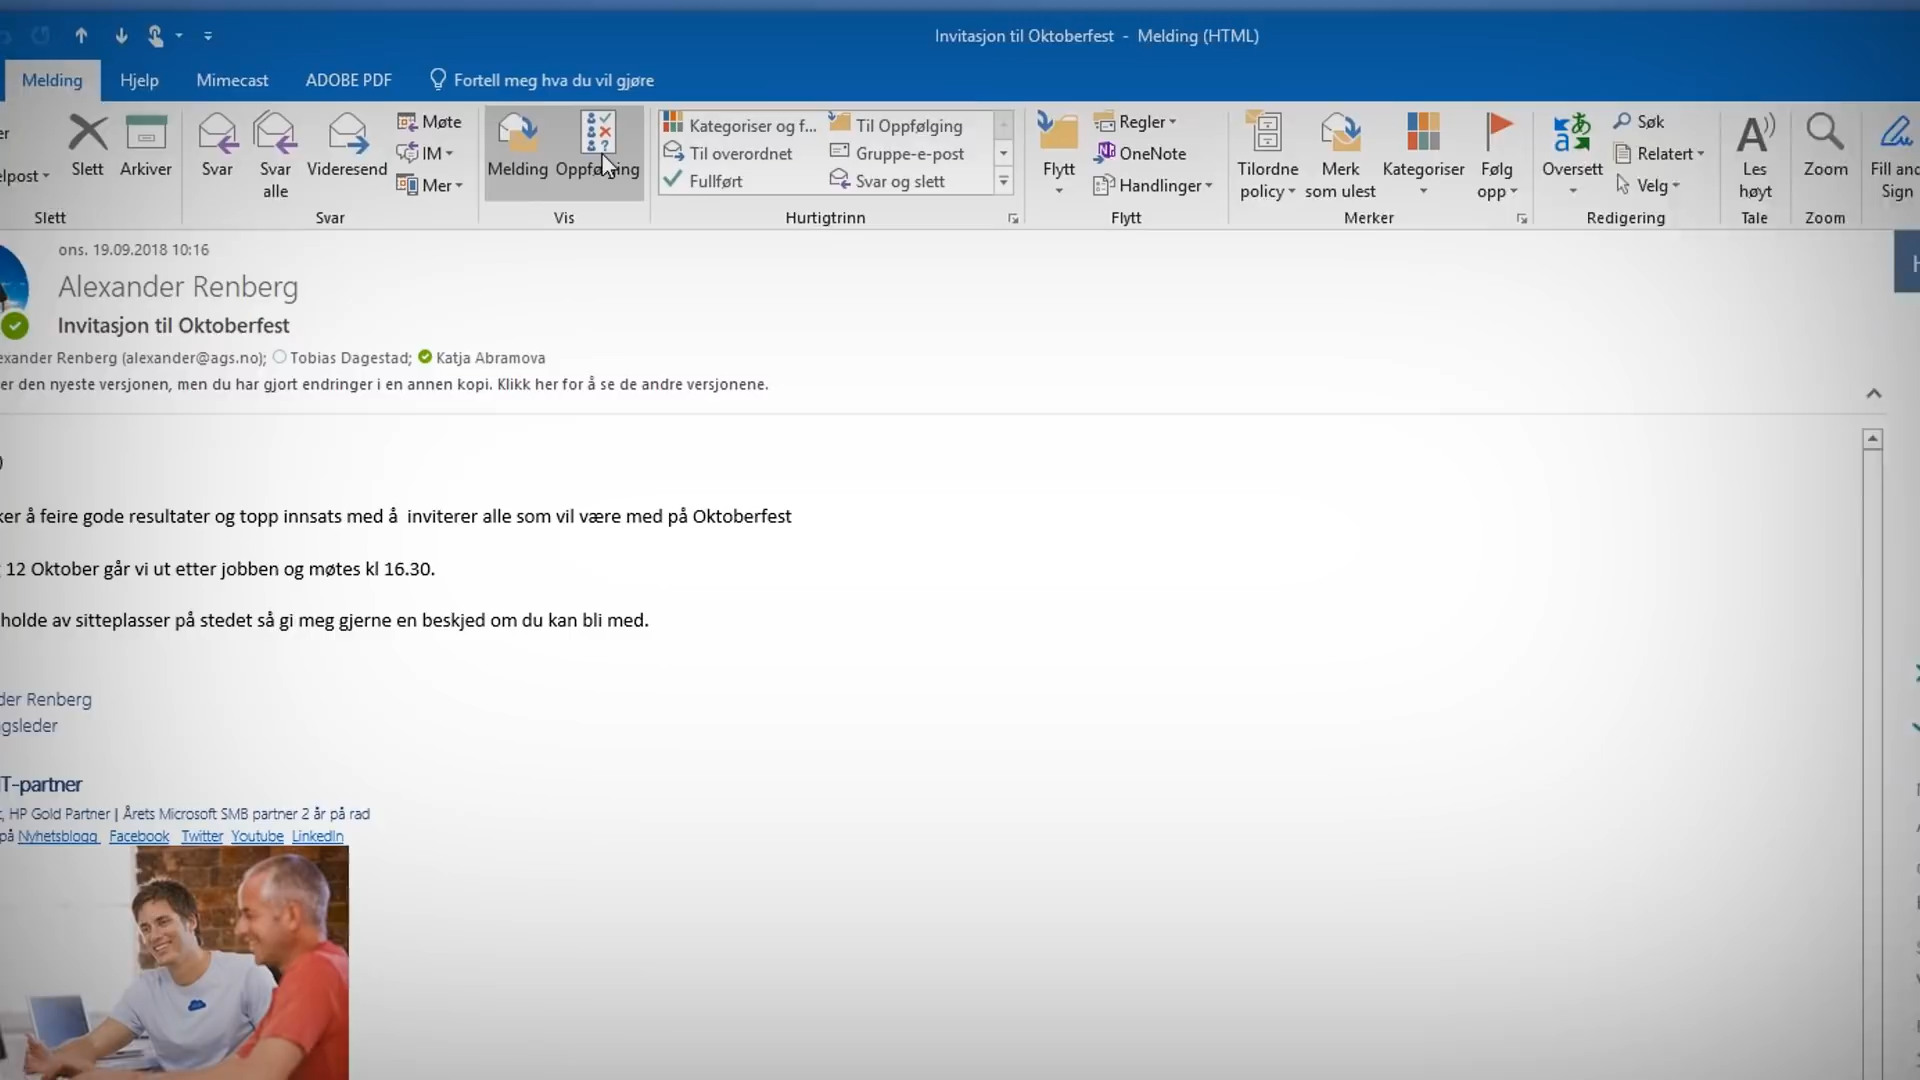 Invitasjon til Oktoberfest - Melding (HTML)
Melding Hjelp Mimecast ADOBE PDF Fortell meg hva du vil gjøre
Slett Arkiver
Slett
Svar Svar alle Videresend Møte IM Mer
Svar
Melding Oppfølging
Vis
Kategoriser og f... Til Oppfølging
Til overordnet Gruppe-e-post
Fullført Svar og slett
Hurtigtrinn
Flytt Regler OneNote Handlinger
Flytt
Tilordne policy Merk som ulest Kategoriser Følg opp
Merker
Oversett Søk Relatert Velg
Redigering
Les høyt
Tale
Zoom
Zoom
Fill and Sign
ons. 19.09.2018 10:16
Alexander Renberg
Invitasjon til Oktoberfest
exander Renberg (alexander@ags.no); Tobias Dagestad; Katja Abramova
er den nyeste versjonen, men du har gjort endringer i en annen kopi. Klikk her for å se de andre versjonene.
)
ker å feire gode resultater og topp innsats med å inviterer alle som vil være med på Oktoberfest
12 Oktober går vi ut etter jobben og møtes kl 16.30.
holde av sitteplasser på stedet så gi meg gjerne en beskjed om du kan bli med.
der Renberg
gsleder
IT-partner
HP Gold Partner | Årets Microsoft SMB partner 2 år på rad
på Nyhetsblogg Facebook Twitter Youtube LinkedIn